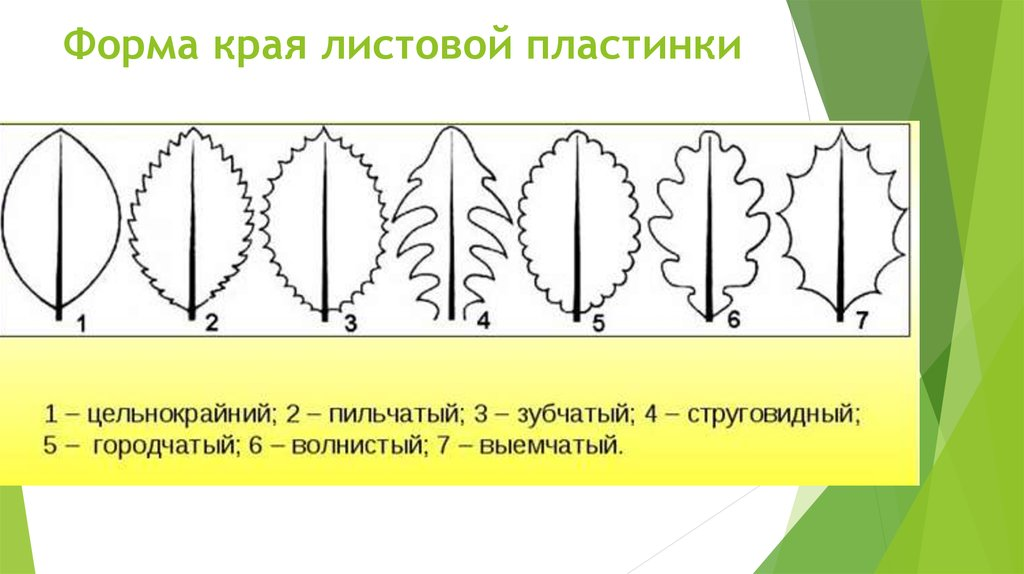 Форма края листовой пластинки
1 2 3 4 5 6 7
1 – цельнокрайний; 2 – пильчатый; 3 – зубчатый; 4 – струговидный;
5 – городчатый; 6 – волнистый; 7 – выемчатый.